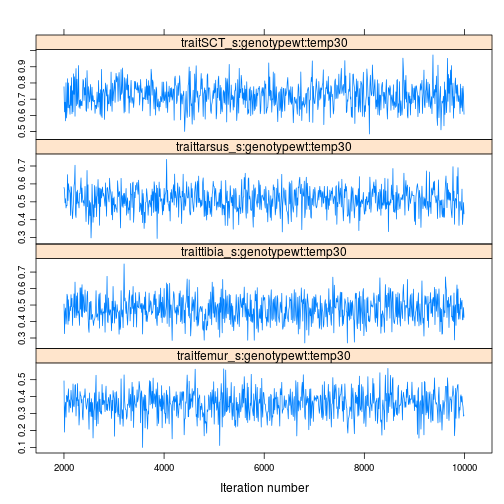 traitSCT_s:genotypewt:temp30
0.5 0.6 0.7 0.8 0.9
traittarsus_s:genotypewt:temp30
0.3 0.4 0.5 0.6 0.7
traittibia_s:genotypewt:temp30
0.3 0.4 0.5 0.6 0.7
traitfemur_s:genotypewt:temp30
0.1 0.2 0.3 0.4 0.5
2000 4000 6000 8000 10000
Iteration number